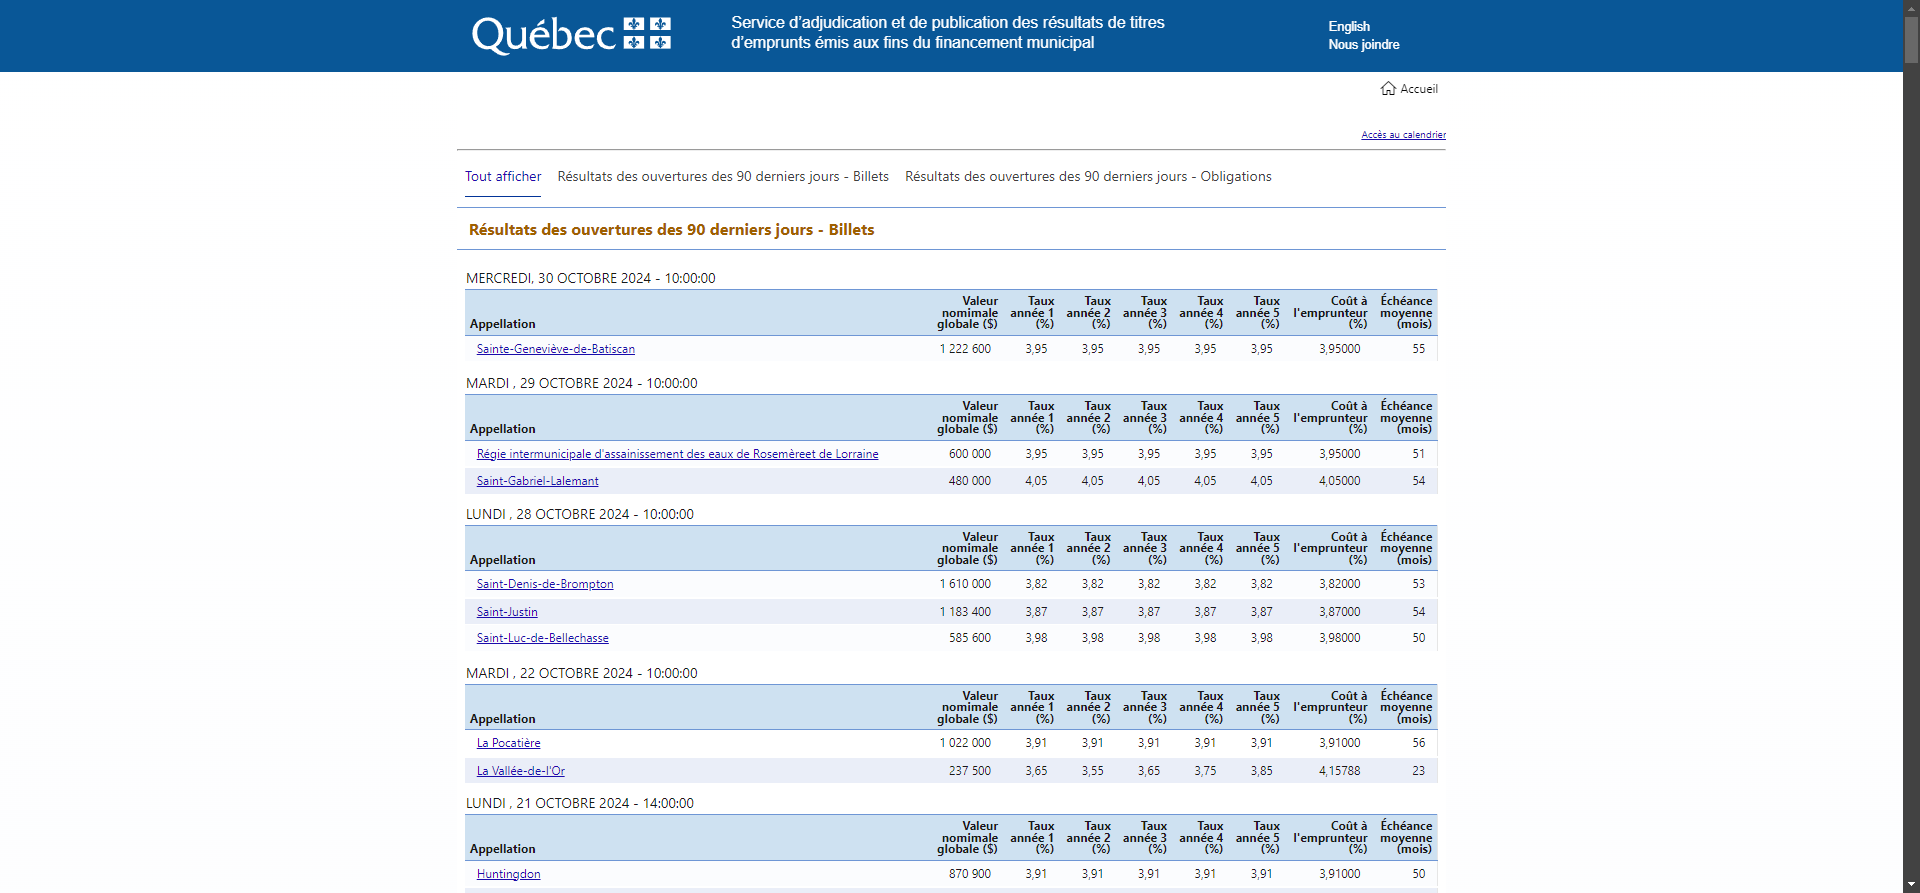 Québec
Service d’adjudication et de publication des résultats de titres
d’emprunts émis aux fins du financement municipal
English
Nous joindre
Accueil
Accès au calendrier
Tout afficher Résultats des ouvertures des 90 derniers jours - Billets Résultats des ouvertures des 90 derniers jours - Obligations
Résultats des ouvertures des 90 derniers jours - Billets
MERCREDI, 30 OCTOBRE 2024 - 10:00:00
Appellation Valeur nomimale globale ($) Taux année 1 (%) Taux année 2 (%) Taux année 3 (%) Taux année 4 (%) Taux année 5 (%) Coût à l'emprunteur (%) Échéance moyenne (mois)
Sainte-Geneviève-de-Batiscan 1 222 600 3,95 3,95 3,95 3,95 3,95 3,95000 55
MARDI , 29 OCTOBRE 2024 - 10:00:00
Appellation Valeur nomimale globale ($) Taux année 1 (%) Taux année 2 (%) Taux année 3 (%) Taux année 4 (%) Taux année 5 (%) Coût à l'emprunteur (%) Échéance moyenne (mois)
Régie intermunicipale d'assainissement des eaux de Rosemèreet de Lorraine 600 000 3,95 3,95 3,95 3,95 3,95 3,95000 51
Saint-Gabriel-Lalemant 480 000 4,05 4,05 4,05 4,05 4,05 4,05000 54
LUNDI , 28 OCTOBRE 2024 - 10:00:00
Appellation Valeur nomimale globale ($) Taux année 1 (%) Taux année 2 (%) Taux année 3 (%) Taux année 4 (%) Taux année 5 (%) Coût à l'emprunteur (%) Échéance moyenne (mois)
Saint-Denis-de-Brompton 1 610 000 3,82 3,82 3,82 3,82 3,82 3,82000 53
Saint-Justin 1 183 400 3,87 3,87 3,87 3,87 3,87 3,87000 54
Saint-Luc-de-Bellechasse 585 600 3,98 3,98 3,98 3,98 3,98 3,98000 50
MARDI , 22 OCTOBRE 2024 - 10:00:00
Appellation Valeur nomimale globale ($) Taux année 1 (%) Taux année 2 (%) Taux année 3 (%) Taux année 4 (%) Taux année 5 (%) Coût à l'emprunteur (%) Échéance moyenne (mois)
La Pocatière 1 022 000 3,91 3,91 3,91 3,91 3,91 3,91000 56
La Vallée-de-l'Or 237 500 3,65 3,55 3,65 3,75 3,85 4,15788 23
LUNDI , 21 OCTOBRE 2024 - 14:00:00
Appellation Valeur nomimale globale ($) Taux année 1 (%) Taux année 2 (%) Taux année 3 (%) Taux année 4 (%) Taux année 5 (%) Coût à l'emprunteur (%) Échéance moyenne (mois)
Huntingdon 870 900 3,91 3,91 3,91 3,91 3,91 3,91000 50